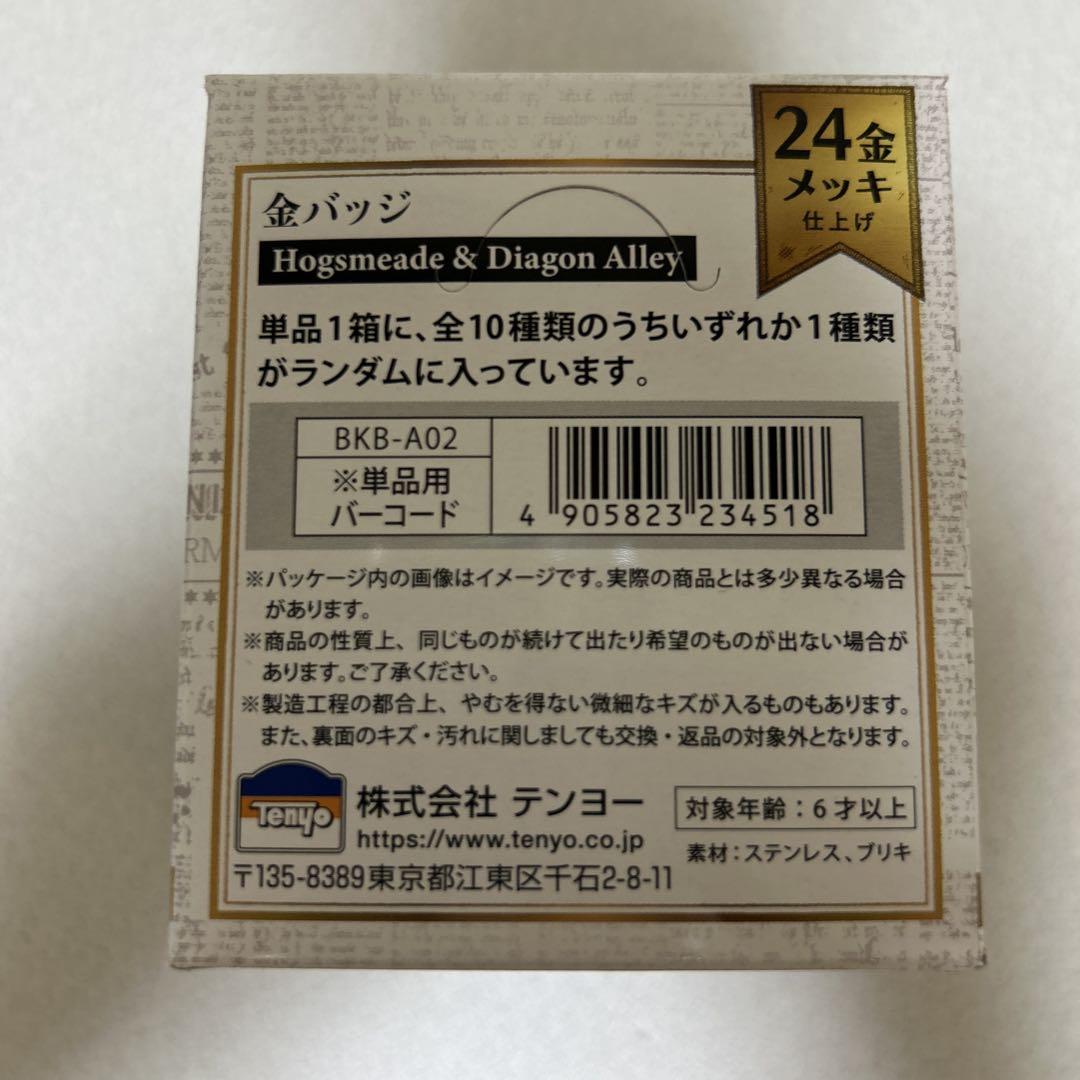 24金
メッキ
仕上げ
金バッジ
Hogsmeade & Diagon Alley
単品1箱に、全10種類のうちいずれか1種類
がランダムに入っています。
BKB-A02
※単品用
バーコード
4 905823 234518
※パッケージ内の画像はイメージです。実際の商品とは多少異なる場合
があります。
※商品の性質上、同じものが続けて出たり希望のものが出ない場合が
あります。ご了承ください。
※製造工程の都合上、やむを得ない微細なキズが入るものもあります。
また、裏面のキズ・汚れに関しましても交換・返品の対象外となります。
Tenyo
株式会社 テンヨー
https://www.tenyo.co.jp
〒135-8389東京都江東区千石2-8-11
対象年齢：6才以上
素材：ステンレス、ブリキ